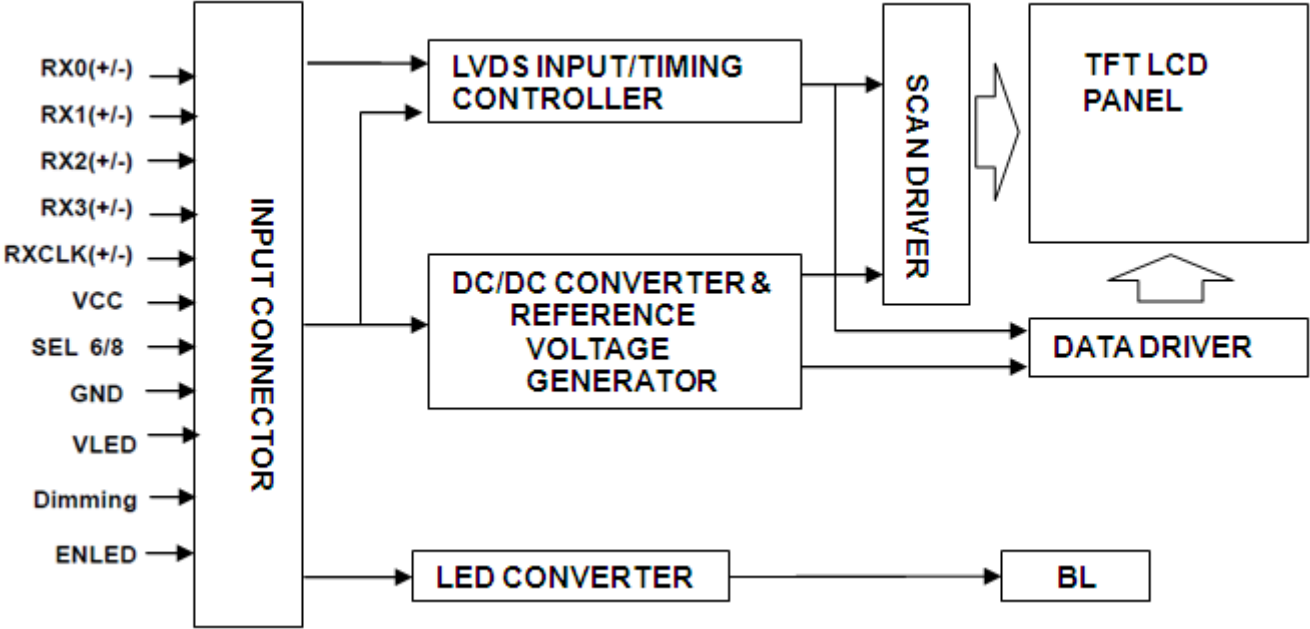 RX0(+/-)
RX1(+/-)
RX2(+/-)
RX3(+/-)
RXCLK(+/-)
VCC
SEL 6/8
GND
VLED
Dimming
ENLED
INPUT CONNECTOR
LVDS INPUT/TIMING
CONTROLLER
DC/DC CONVERTER &
REFERENCE
VOLTAGE
GENERATOR
LED CONVERTER
SCAN DRIVER
TFT LCD
PANEL
DATA DRIVER
BL